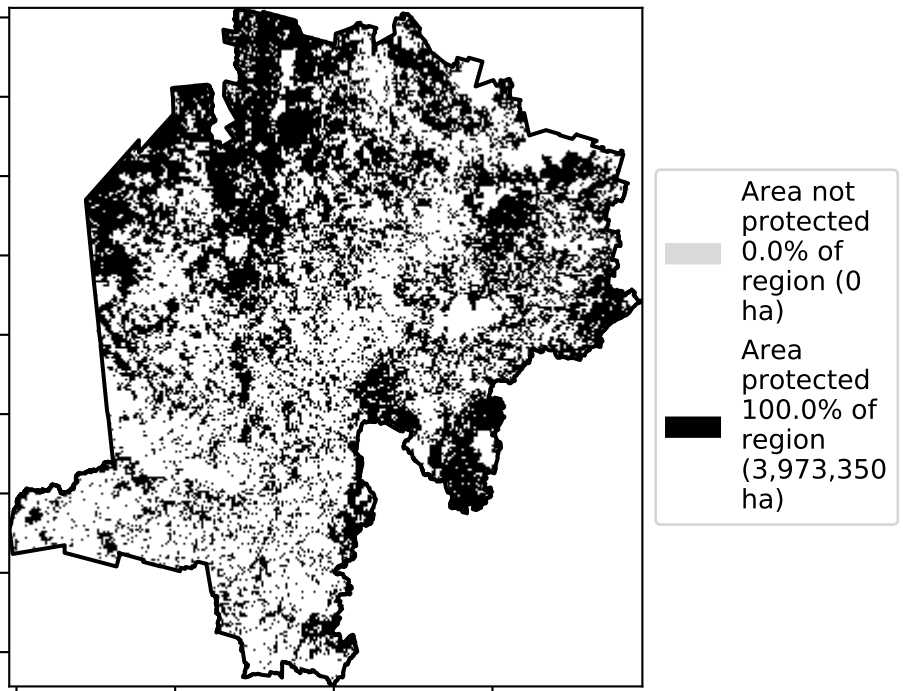 Area not
protected
0.0% of
region (0
ha)
Area
protected
100.0% of
region
(3,973,350
ha)